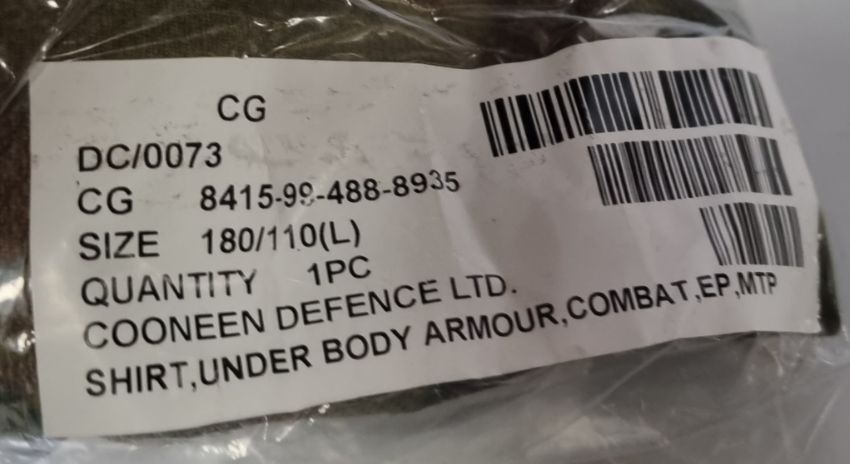 CG
DC/0073
CG 8415-99-488-8935
SIZE 180/110(L)
QUANTITY 1PC
COONEEN DEFENCE LTD.
SHIRT,UNDER BODY ARMOUR,COMBAT,EP,MTP